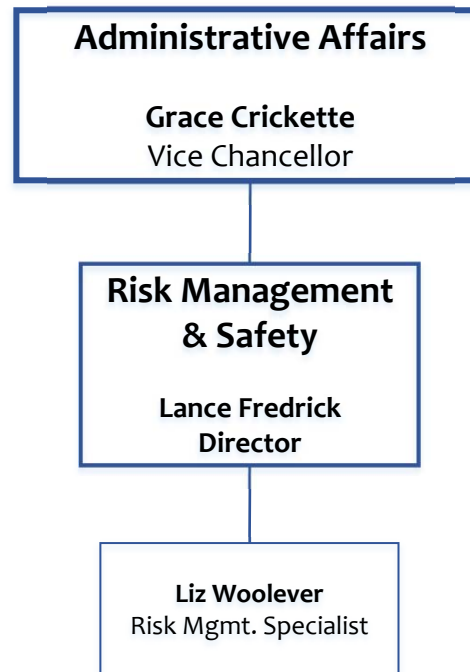 Administrative Affairs
Grace Crickette
Vice Chancellor
Risk Management
& Safety
Lance Fredrick
Director
Liz Woolever
Risk Mgmt. Specialist